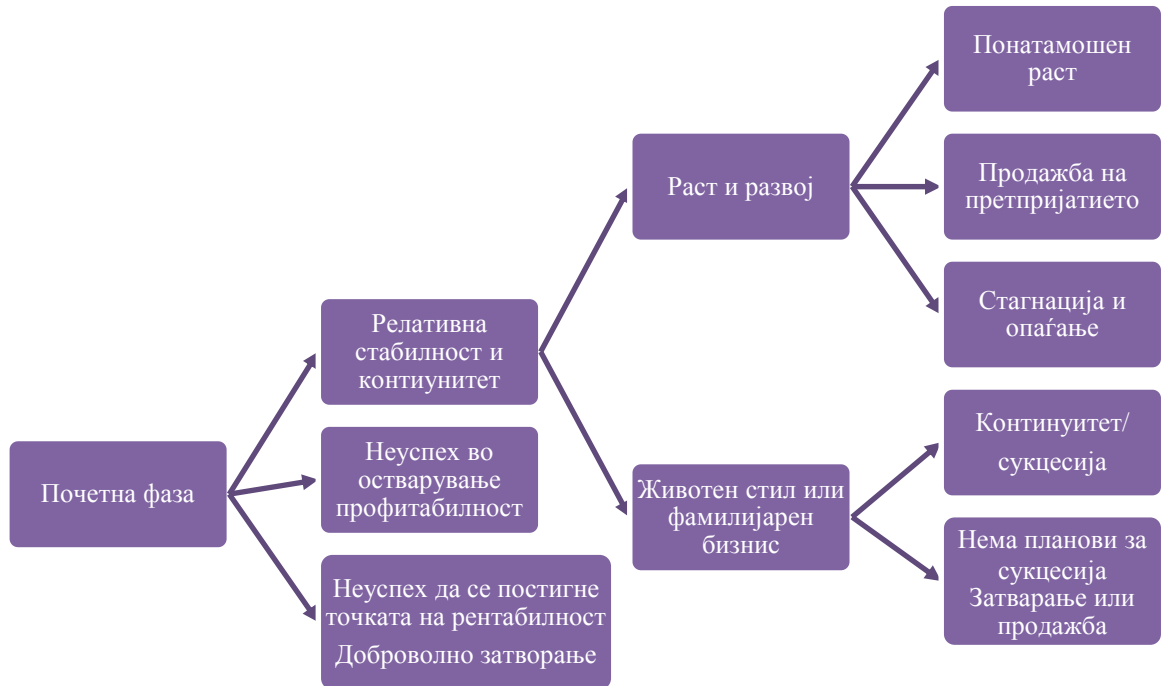 Почетна фаза
Релативна
стабилност и
контиунитет
Неуспех во
остварување
профитабилност
Неуспех да се постигне
точката на рентабилност
Доброволно затворање
Раст и развој
Животен стил или
фамилијарен
бизнис
Понатамошен
раст
Продажба на
претпријатието
Стагнација и
опаѓање
Континуитет/
сукцесија
Нема планови за
сукцесија
Затварање или
продажба